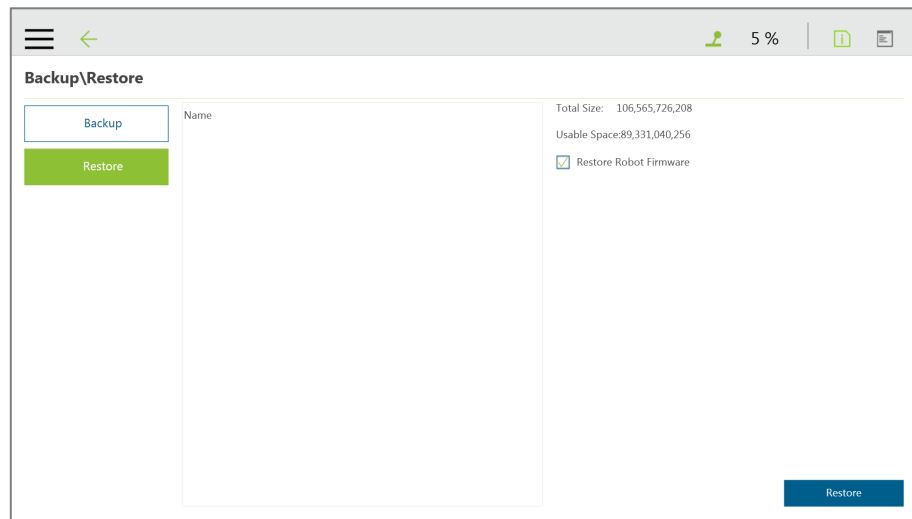 5 %
Backup\Restore
Backup
Restore
Name
Total Size: 106,565,726,208
Usable Space:89,331,040,256
Restore Robot Firmware
Restore